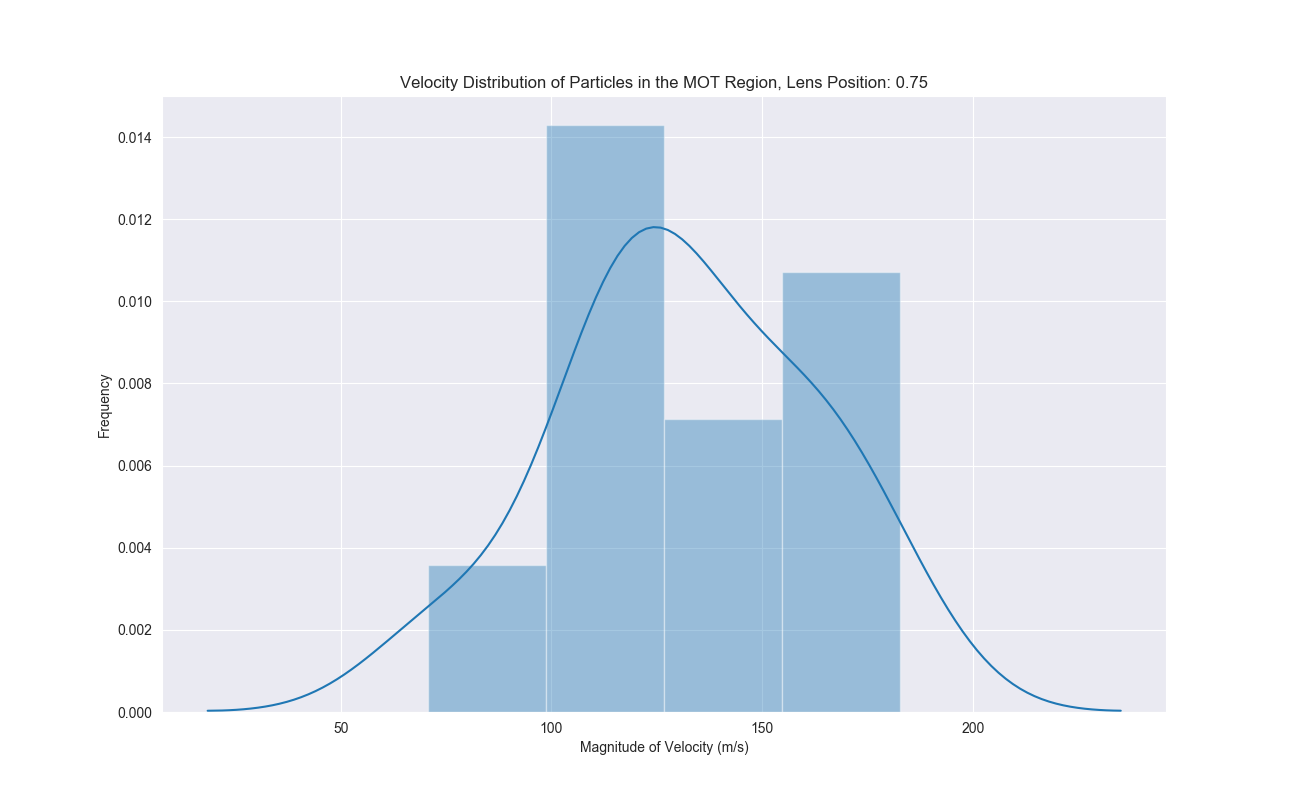 Velocity Distribution of Particles in the MOT Region, Lens Position: 0.75
0.014
0.012
0.010
0.008
0.006
0.004
0.002
0.000
Frequency
50 100 150 200
Magnitude of Velocity (m/s)